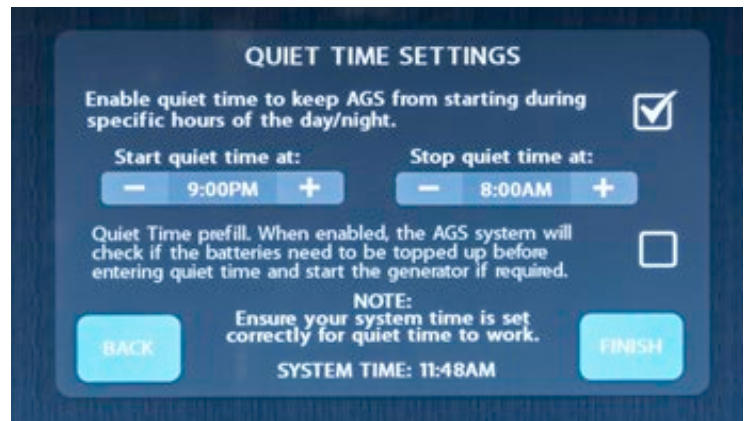 QUIET TIME SETTINGS
Enable quiet time to keep AGS from starting during
specific hours of the day/night.
Start quiet time at:
Stop quiet time at:
− 9:00PM +
− 8:00AM +
Quiet Time prefill. When enabled, the AGS system will
check if the batteries need to be topped up before
entering quiet time and start the generator if required.
NOTE:
Ensure your system time is set
correctly for quiet time to work.
BACK
FINISH
SYSTEM TIME: 11:48AM